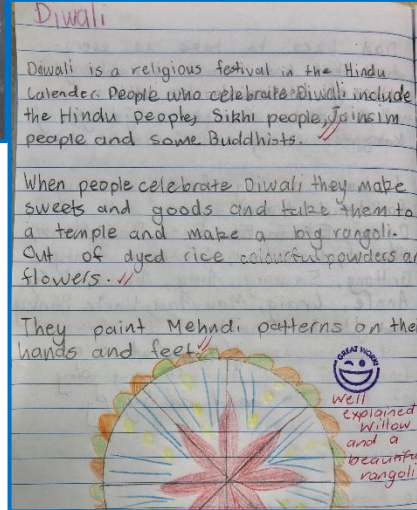 Diwali
Diwali is a religious festival in the Hindu
Calender. People who celebrate Diwali include
the Hindu people, Sikhi people, Jainsim
people and some Buddhists.
When people celebrate Diwali they make
sweets and goods and take them to
a temple and make a big rangoli.
Out of dyed rice colourful powders
flowers.
They paint Mehndi patterns on the
hands and feet.
GREAT WORK!
Well
explained
Willow
and a
beautiful
rangoli